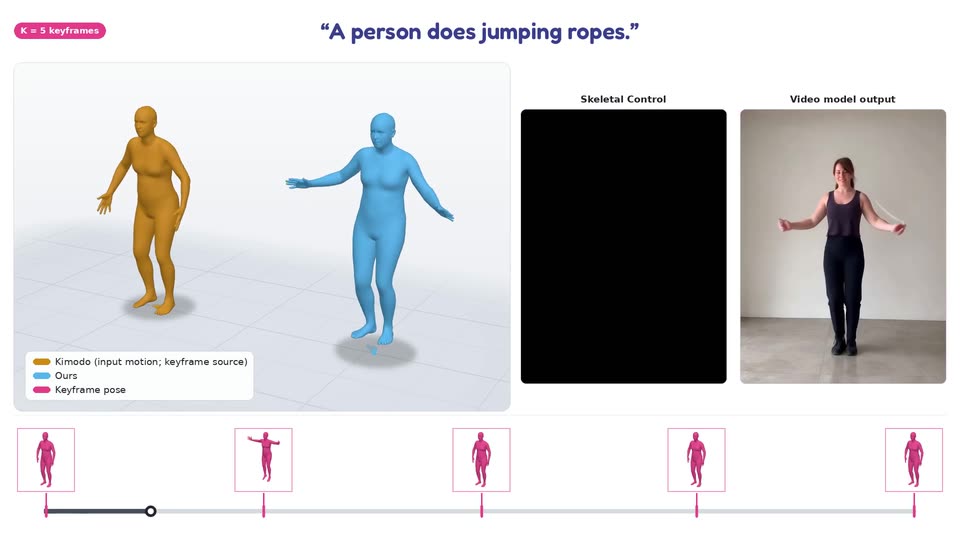 K = 5 keyframes
“A person does jumping ropes.”
Skeletal Control
Video model output
Kimodo (input motion; keyframe source)
Ours
Keyframe pose